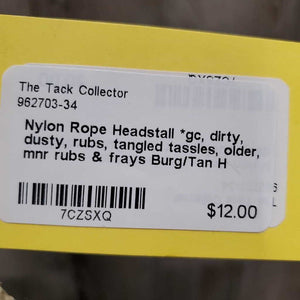 The Tack Collector
962703-34
Nylon Rope Headstall *gc, dirty,
dusty, rubs, tangled tassles, older,
mnr rubs & frays Burg/Tan H
7CZSXQ
$12.00